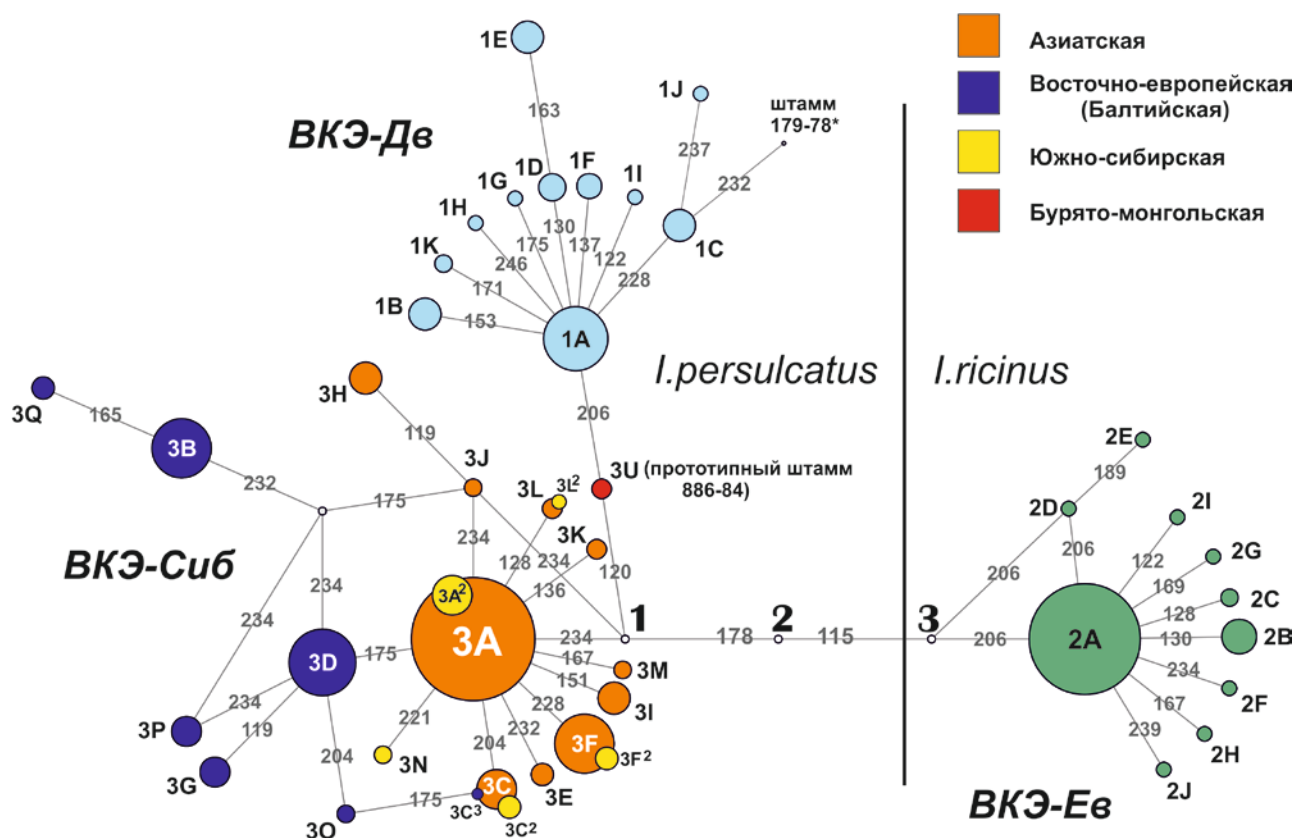 1E
Азиатская
1J
Восточно-европейская
(Балтийская)
штамм
179-78*
163
ВКЭ-Дв
237
Южно-сибирская
1D
1F
1I
232
1G
1H
130
Бурято-монгольская
175
137
1K
246
122
1C
228
171
1B
153
1A
I.persulcatus
I.ricinus
3H
3Q
165
206
119
3B
2E
3J
3U (прототипный штамм
886-84)
189
232
175
3L
3L²
2D
2I
3K
234
128
234
206
122
2G
ВКЭ-Сиб
120
169
234
136
206
2C
3A²
128
234
1
2
3
3A
234
178
115
206
2A
130
2B
3D
175
167
3M
151
234
234
3I
2F
228
3P
119
221
232
167
239
204
204
3F
2H
3N
3F²
3G
3C
3E
2J
175
3C³
3O
3C²
ВКЭ-Ев